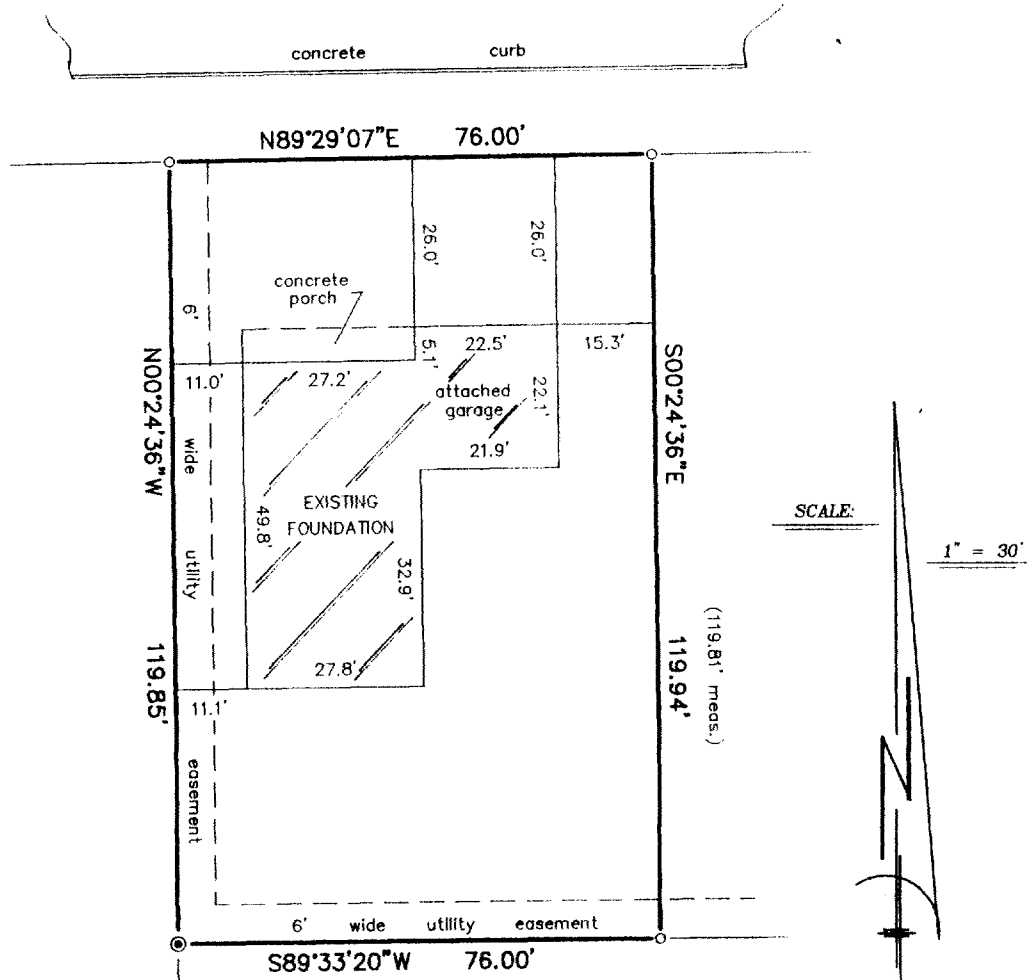 concrete curb
N89°29'07"E 76.00'
26.0'
26.0'
concrete
porch
6'
5.1'
22.5'
15.3'
11.0'
27.2'
attached
garage
22.1'
21.9'
N00°24'36"W
S00°24'36"E
wide
EXISTING
FOUNDATION
49.8'
32.9'
SCALE:
1" = 30'
utility
27.8'
11.1'
119.85'
119.94'
(119.81' meas.)
easement
N
6' wide utility easement
S89°33'20"W 76.00'